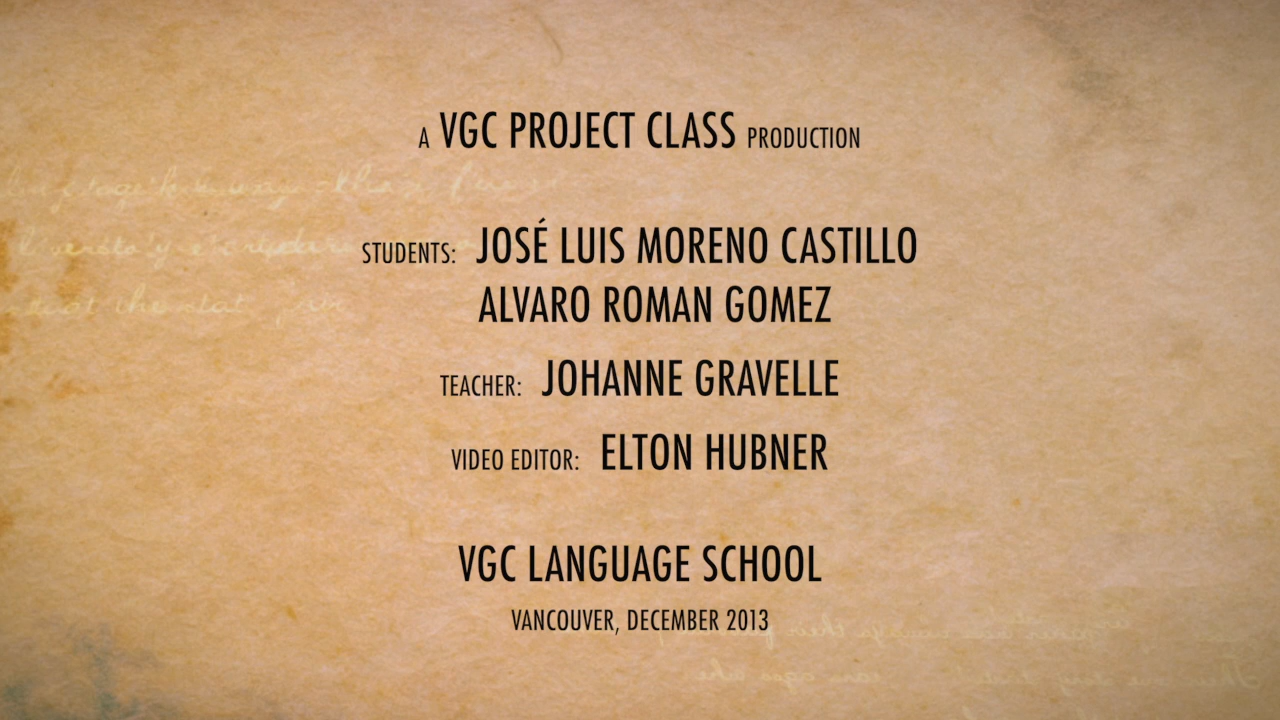 A VGC PROJECT CLASS PRODUCTION
STUDENTS: JOSÉ LUIS MORENO CASTILLO
ALVARO ROMAN GOMEZ
TEACHER: JOHANNE GRAVELLE
VIDEO EDITOR: ELTON HUBNER
VGC LANGUAGE SCHOOL
VANCOUVER, DECEMBER 2013